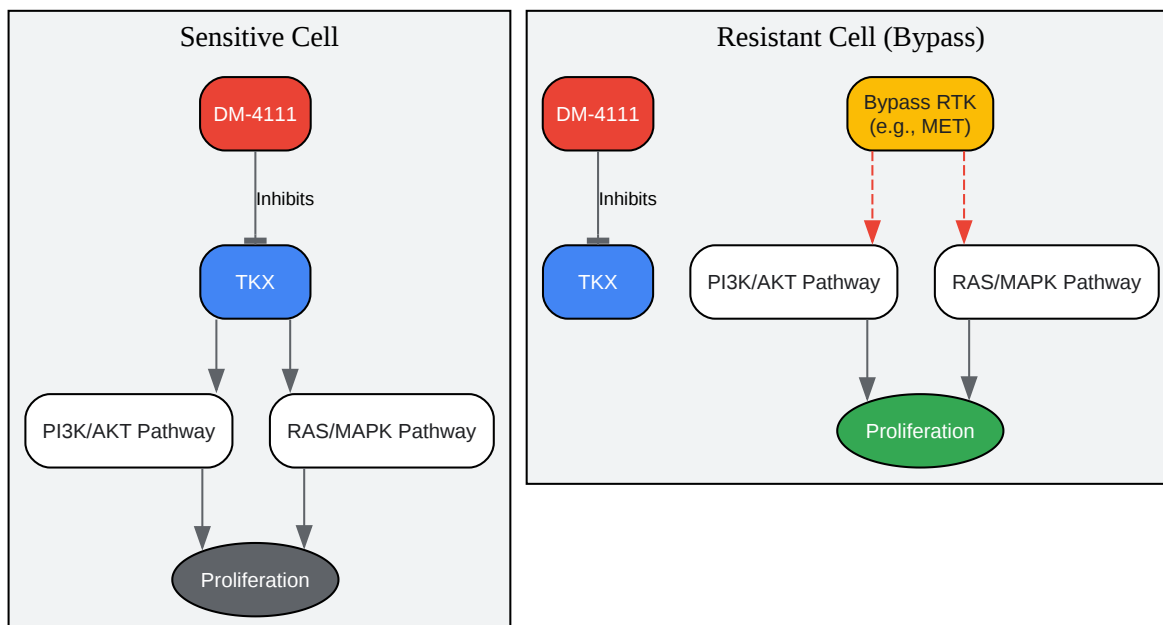 Sensitive Cell
DM-4111
Inhibits
TKX
PI3K/AKT Pathway
RAS/MAPK Pathway
Proliferation
Resistant Cell (Bypass)
DM-4111
Bypass RTK
(e.g., MET)
Inhibits
TKX
PI3K/AKT Pathway
RAS/MAPK Pathway
Proliferation